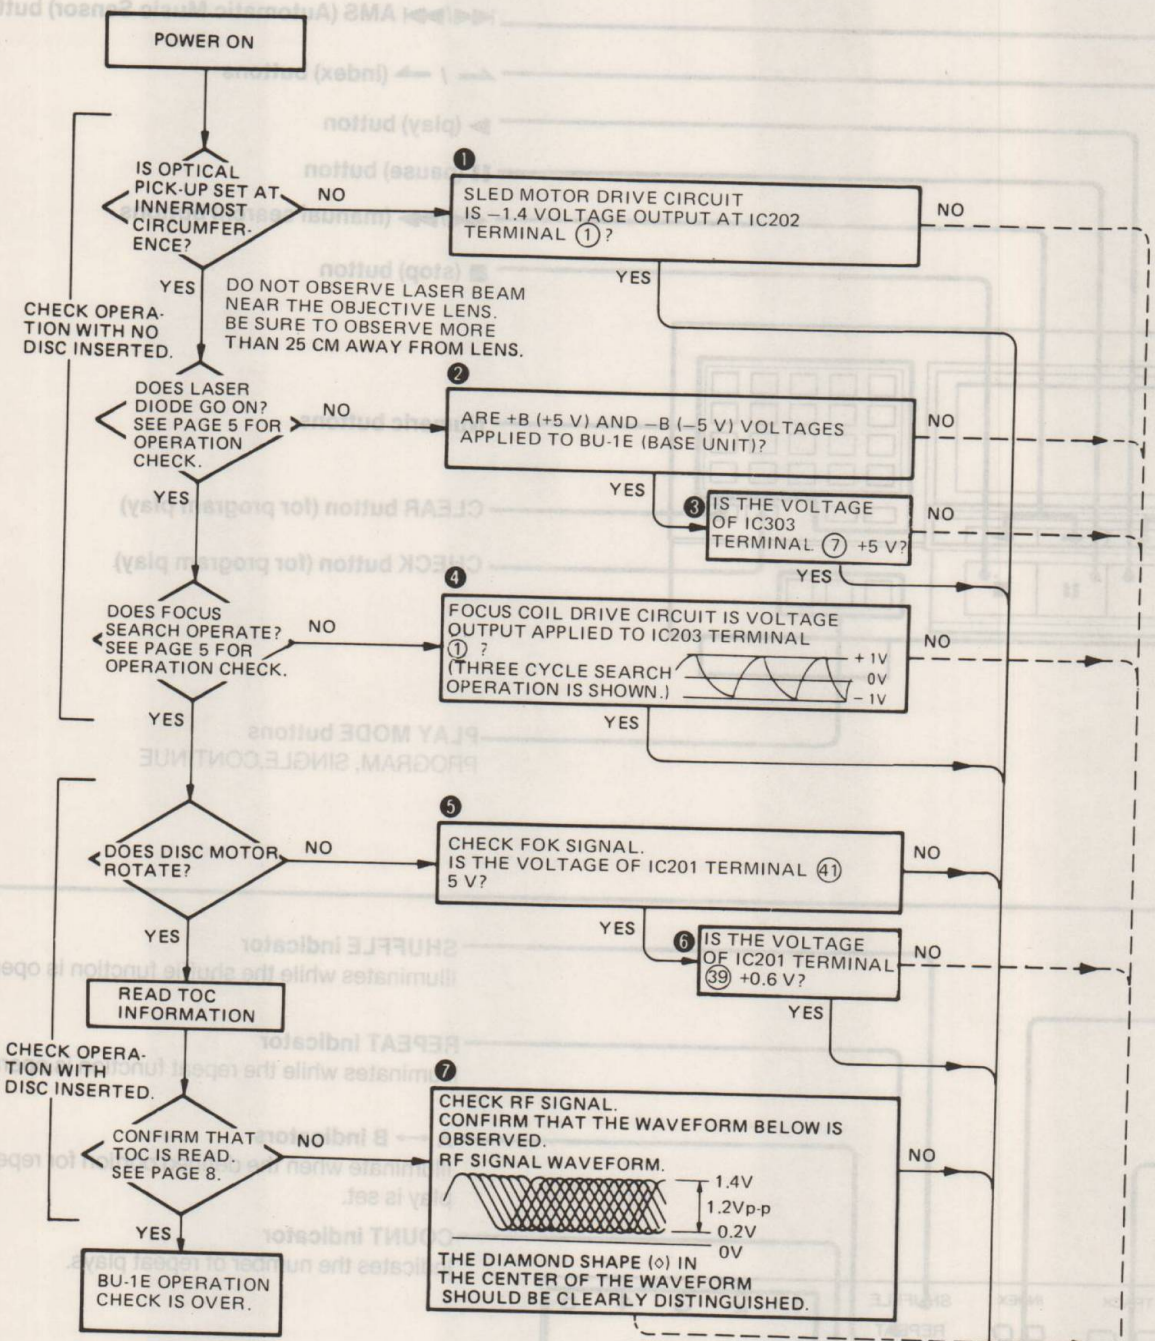 POWER ON
IS OPTICAL
PICK-UP SET AT
INNERMOST
CIRCUMFER-
ENCE?
NO
❶
SLED MOTOR DRIVE CIRCUIT
IS −1.4 VOLTAGE OUTPUT AT IC202
TERMINAL ① ?
NO
YES
YES
DO NOT OBSERVE LASER BEAM
NEAR THE OBJECTIVE LENS.
BE SURE TO OBSERVE MORE
THAN 25 CM AWAY FROM LENS.
CHECK OPERA-
TION WITH NO
DISC INSERTED.
DOES LASER
DIODE GO ON?
SEE PAGE 5 FOR
OPERATION
CHECK.
NO
❷
ARE +B (+5 V) AND −B (−5 V) VOLTAGES
APPLIED TO BU-1E (BASE UNIT)?
NO
YES
YES
❸
IS THE VOLTAGE
OF IC303
TERMINAL ⑦ +5 V?
NO
YES
DOES FOCUS
SEARCH OPERATE?
SEE PAGE 5 FOR
OPERATION CHECK.
NO
❹
FOCUS COIL DRIVE CIRCUIT IS VOLTAGE
OUTPUT APPLIED TO IC203 TERMINAL
① ?
(THREE CYCLE SEARCH
OPERATION IS SHOWN.)
+ 1V
0V
− 1V
NO
YES
YES
DOES DISC MOTOR
ROTATE?
NO
❺
CHECK FOK SIGNAL.
IS THE VOLTAGE OF IC201 TERMINAL ㊶
5 V?
NO
YES
YES
❻
IS THE VOLTAGE
OF IC201 TERMINAL
㊴ +0.6 V?
NO
YES
READ TOC
INFORMATION
CHECK OPERA-
TION WITH
DISC INSERTED.
CONFIRM THAT
TOC IS READ.
SEE PAGE 8.
NO
❼
CHECK RF SIGNAL.
CONFIRM THAT THE WAVEFORM BELOW IS
OBSERVED.
RF SIGNAL WAVEFORM.
1.4V
1.2Vp-p
0.2V
0V
THE DIAMOND SHAPE (◇) IN
THE CENTER OF THE WAVEFORM
SHOULD BE CLEARLY DISTINGUISHED.
NO
YES
BU-1E OPERATION
CHECK IS OVER.